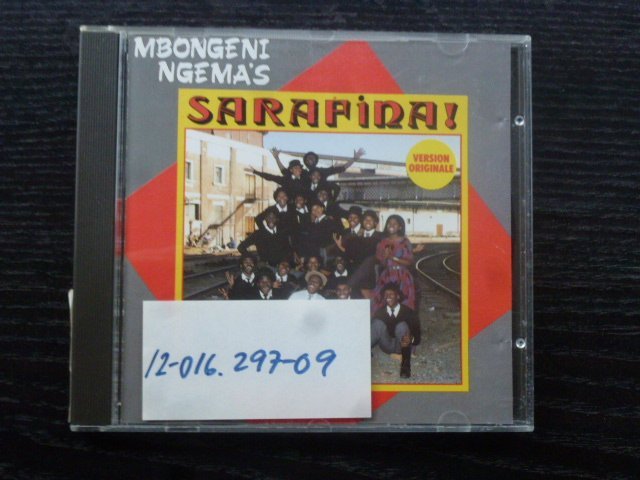 MBONGENI
NGEMA'S
SARAFINA!
VERSION
ORIGINALE
12-016.297-09